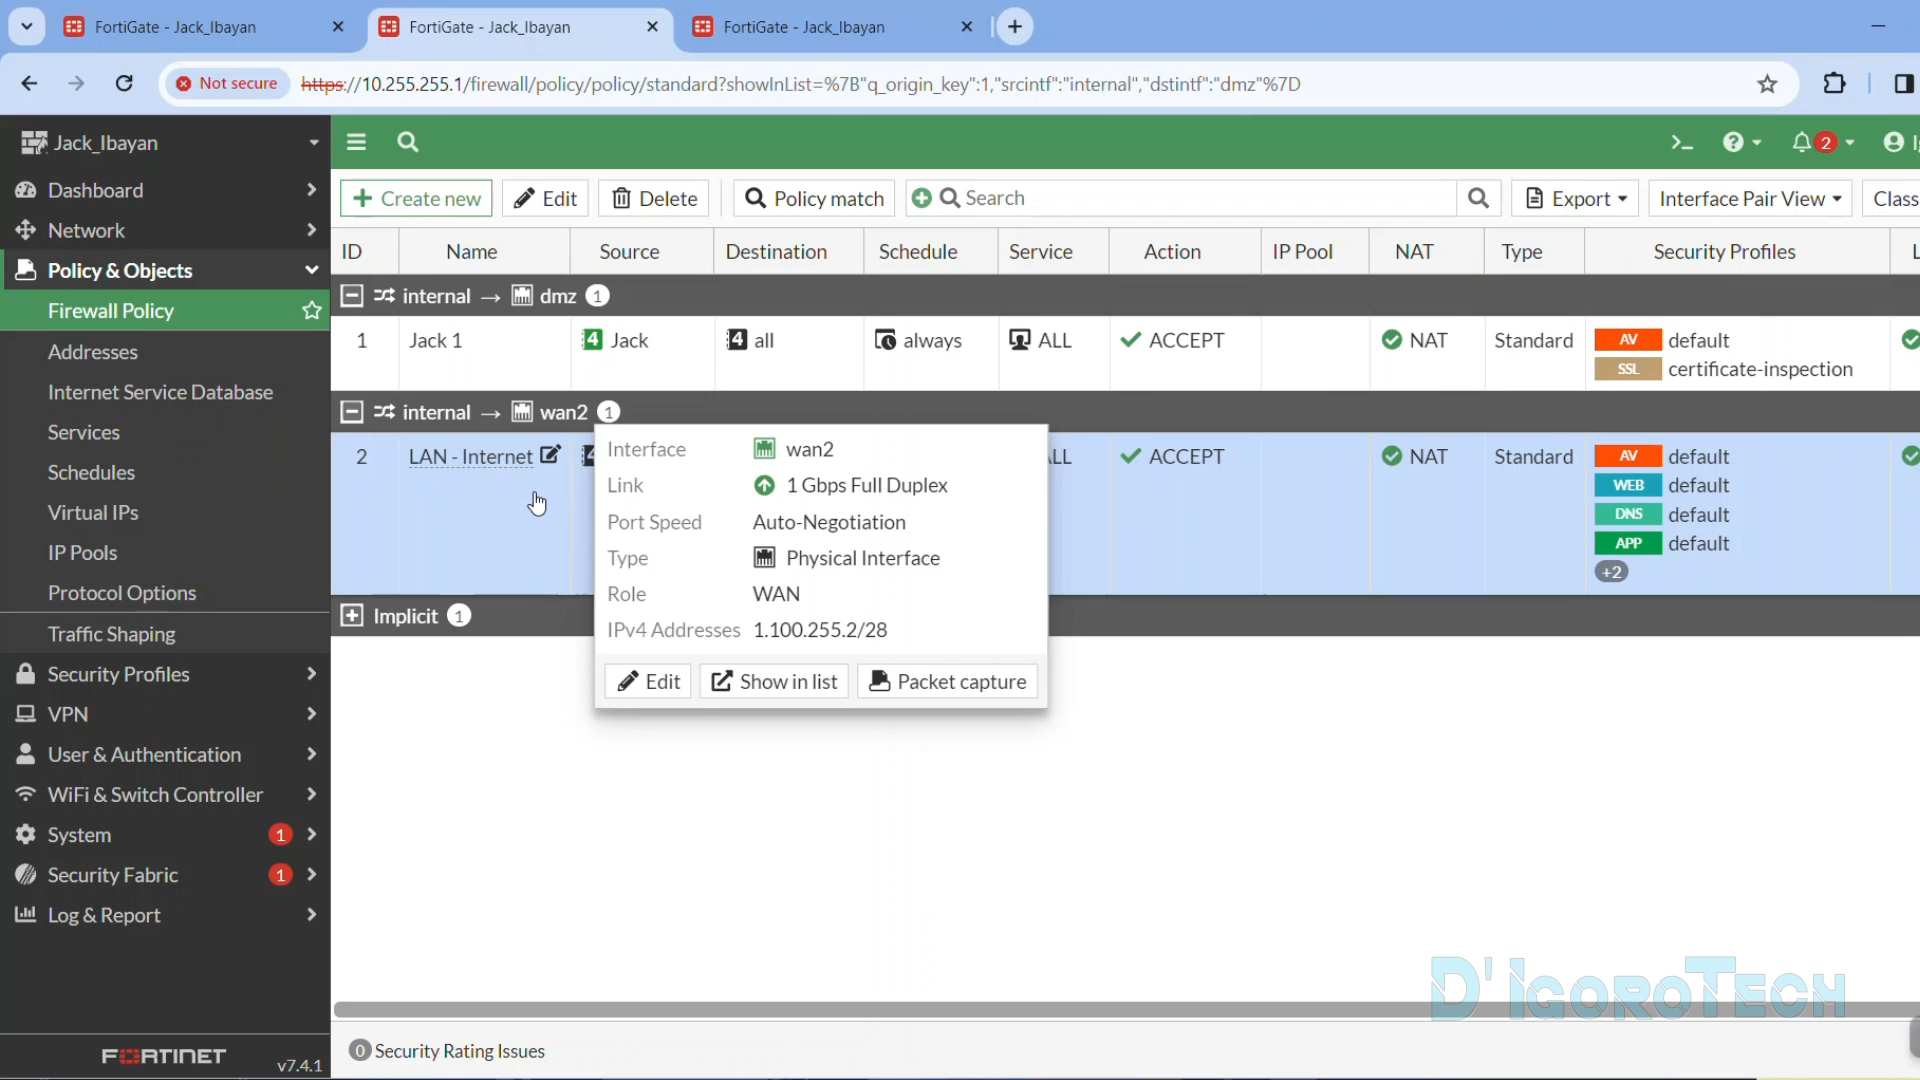 FortiGate - Jack_Ibayan
FortiGate - Jack_Ibayan
FortiGate - Jack_Ibayan
Not secure
https://10.255.255.1/firewall/policy/policy/standard?showInList=%7B"q_origin_key":1,"srcintf":"internal","dstintf":"dmz"%7D
Jack_Ibayan
2
Create new
Edit
Delete
Policy match
Search
Export
Interface Pair View
Class
Dashboard
Network
Policy & Objects
Firewall Policy
Addresses
Internet Service Database
Services
Schedules
Virtual IPs
IP Pools
Protocol Options
Traffic Shaping
Security Profiles
VPN
User & Authentication
WiFi & Switch Controller
System 1
Security Fabric 1
Log & Report
FORTINET v7.4.1
ID Name Source Destination Schedule Service Action IP Pool NAT Type Security Profiles
internal → dmz 1
1 Jack 1 4 Jack 4 all always ALL ACCEPT NAT Standard AV default
SSL certificate-inspection
internal → wan2 1
2 LAN - Internet ACCEPT NAT Standard AV default
WEB default
DNS default
APP default
+2
Implicit 1
Interface wan2
Link 1 Gbps Full Duplex
Port Speed Auto-Negotiation
Type Physical Interface
Role WAN
IPv4 Addresses 1.100.255.2/28
Edit Show in list Packet capture
D'IgoroTech
0 Security Rating Issues